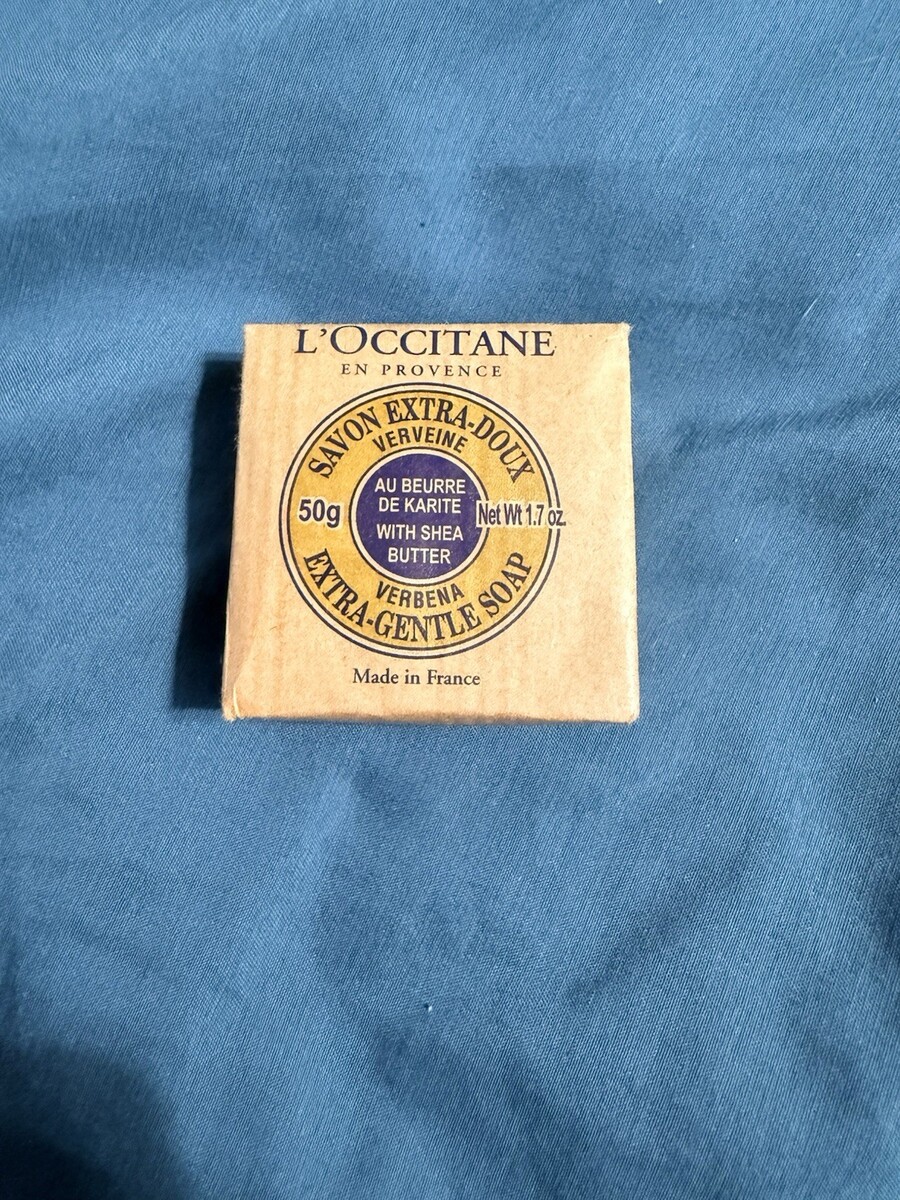 L'OCCITANE
EN PROVENCE
SAVON EXTRA-DOUX
VERVEINE
50g
AU BEURRE
DE KARITE
WITH SHEA
BUTTER
Net Wt 1.7 oz.
VERBENA
EXTRA-GENTLE SOAP
Made in France